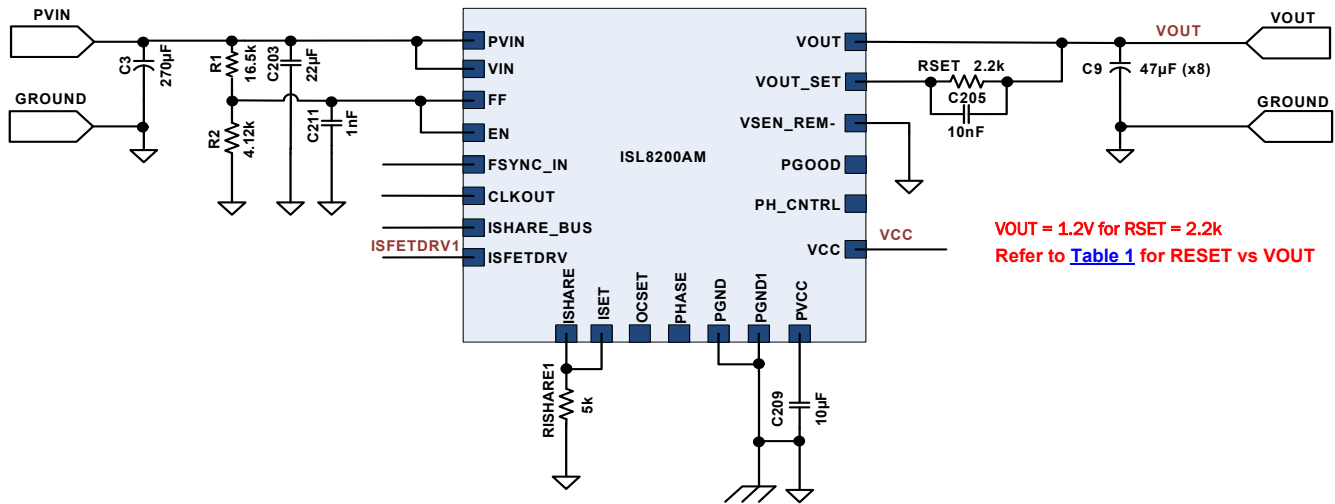 PVIN
GROUND
C3
270µF
R1
16.5k
C203
22µF
R2
4.12k
C211
1nF
PVIN
VIN
FF
EN
FSYNC_IN
CLKOUT
ISHARE_BUS
ISFETDRV1
ISFETDRV
ISL8200AM
VOUT
VOUT_SET
VSEN_REM-
PGOOD
PH_CNTRL
VCC
VCC
ISHARE
ISET
OCSET
PHASE
PGND
PGND1
PVCC
RISHARE1
5k
C209
10µF
RSET 2.2k
C205
10nF
VOUT
VOUT
C9
47µF (x8)
GROUND
VOUT = 1.2V for RSET = 2.2k
Refer to Table 1 for RESET vs VOUT